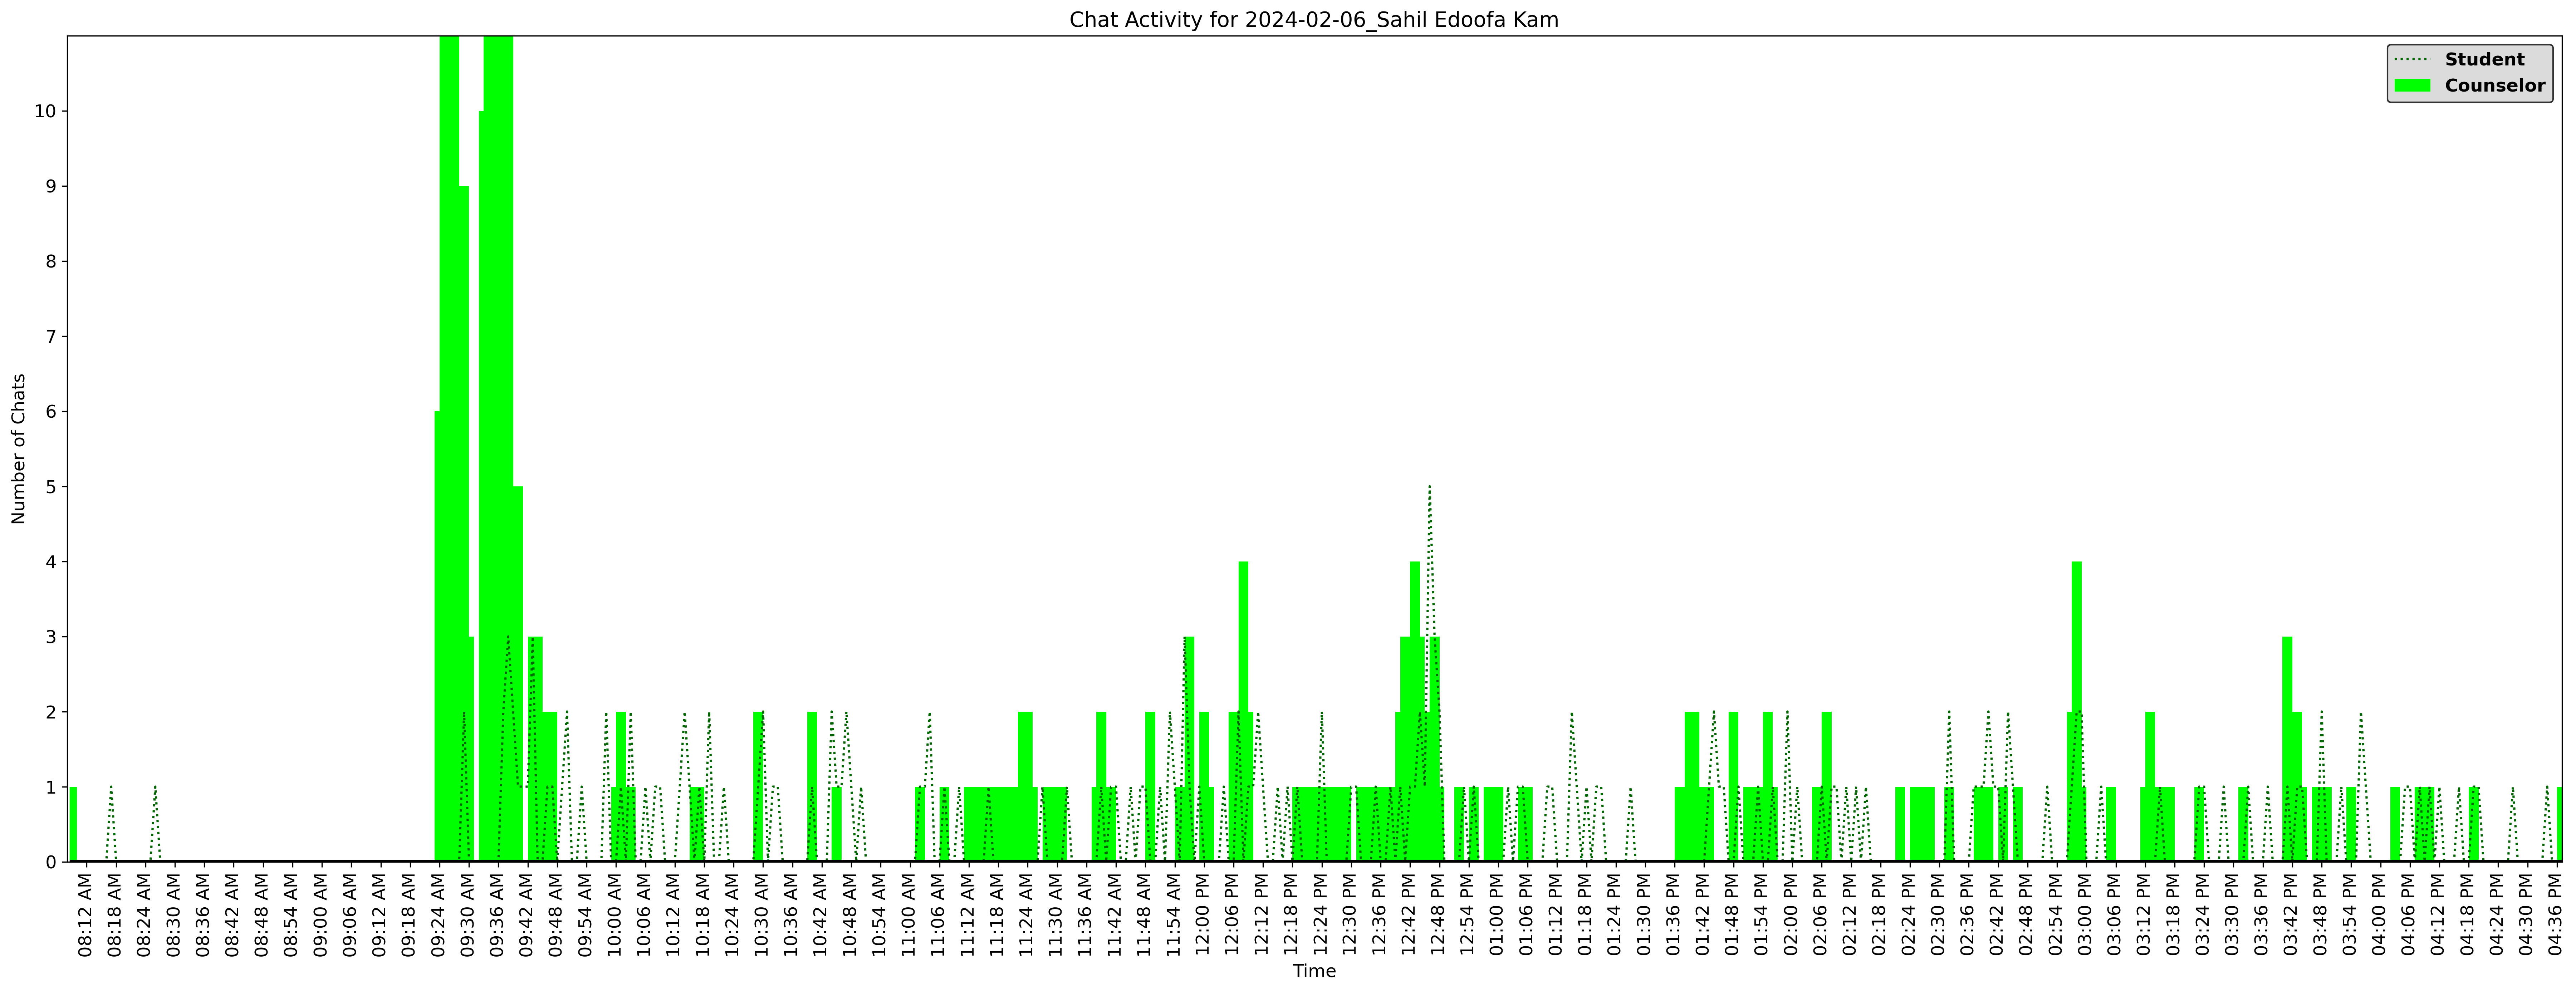 Chat Activity for 2024-02-06_Sahil Edoofa Kam
Student
Counselor
Number of Chats
10
9
8
7
6
5
4
3
2
1
0
08:12 AM
08:18 AM
08:24 AM
08:30 AM
08:36 AM
08:42 AM
08:48 AM
08:54 AM
09:00 AM
09:06 AM
09:12 AM
09:18 AM
09:24 AM
09:30 AM
09:36 AM
09:42 AM
09:48 AM
09:54 AM
10:00 AM
10:06 AM
10:12 AM
10:18 AM
10:24 AM
10:30 AM
10:36 AM
10:42 AM
10:48 AM
10:54 AM
11:00 AM
11:06 AM
11:12 AM
11:18 AM
11:24 AM
11:30 AM
11:36 AM
11:42 AM
11:48 AM
11:54 AM
12:00 PM
12:06 PM
12:12 PM
12:18 PM
12:24 PM
12:30 PM
12:36 PM
12:42 PM
12:48 PM
12:54 PM
01:00 PM
01:06 PM
01:12 PM
01:18 PM
01:24 PM
01:30 PM
01:36 PM
01:42 PM
01:48 PM
01:54 PM
02:00 PM
02:06 PM
02:12 PM
02:18 PM
02:24 PM
02:30 PM
02:36 PM
02:42 PM
02:48 PM
02:54 PM
03:00 PM
03:06 PM
03:12 PM
03:18 PM
03:24 PM
03:30 PM
03:36 PM
03:42 PM
03:48 PM
03:54 PM
04:00 PM
04:06 PM
04:12 PM
04:18 PM
04:24 PM
04:30 PM
04:36 PM
Time